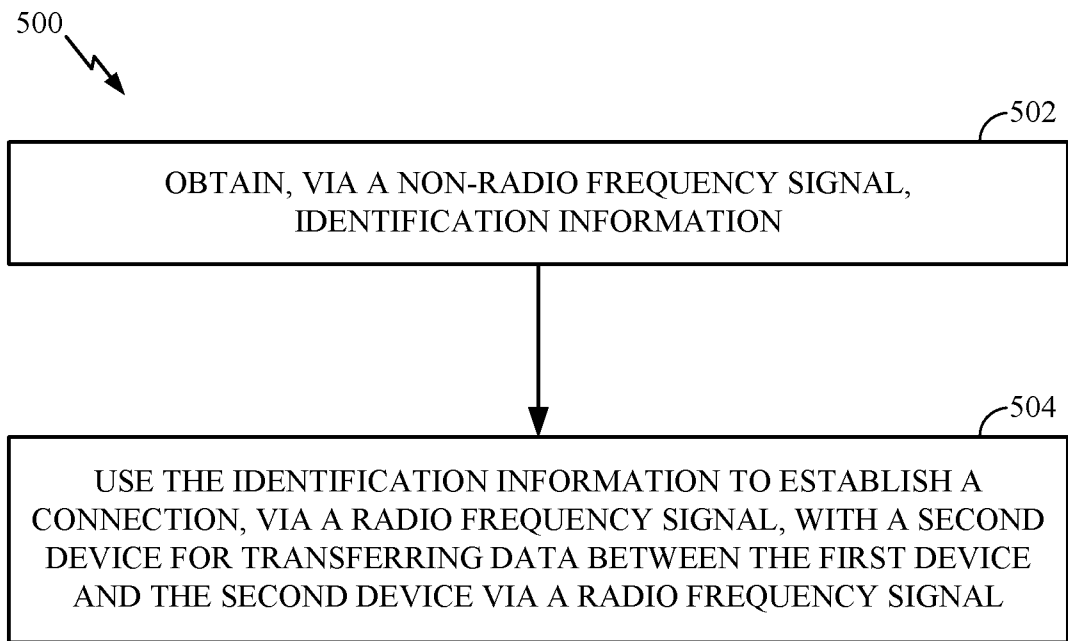 500
502
OBTAIN, VIA A NON-RADIO FREQUENCY SIGNAL,
IDENTIFICATION INFORMATION
504
USE THE IDENTIFICATION INFORMATION TO ESTABLISH A
CONNECTION, VIA A RADIO FREQUENCY SIGNAL, WITH A SECOND
DEVICE FOR TRANSFERRING DATA BETWEEN THE FIRST DEVICE
AND THE SECOND DEVICE VIA A RADIO FREQUENCY SIGNAL